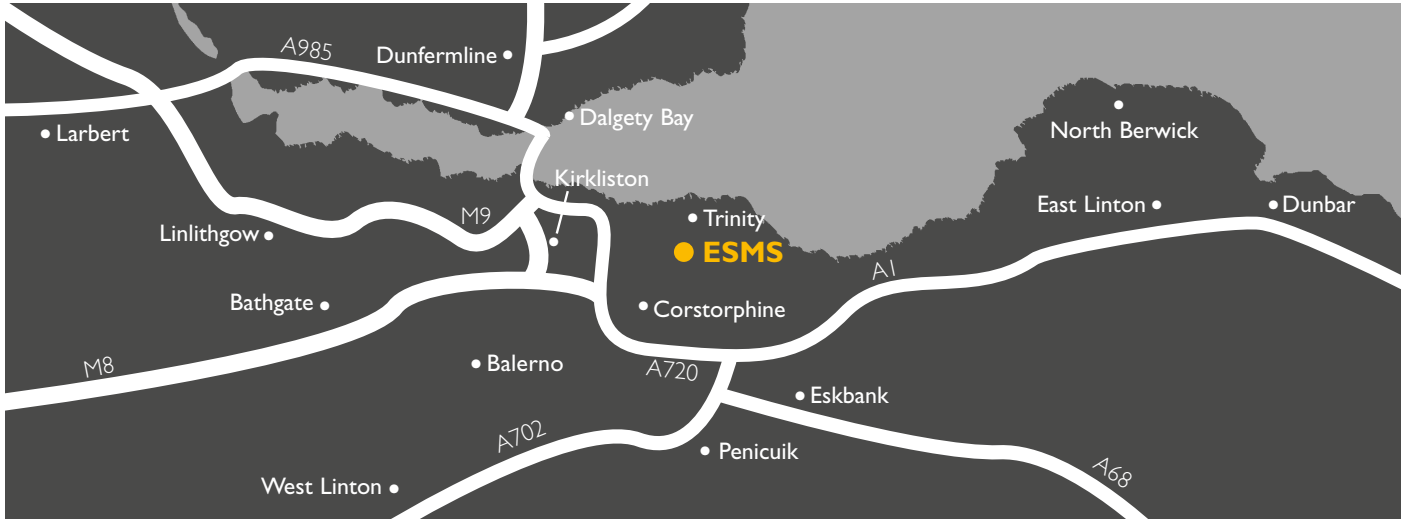 A985
Dunfermline
Dalgety Bay
Larbert
North Berwick
Kirkliston
M9
Trinity
East Linton
Dunbar
Linlithgow
ESMS
A1
Bathgate
Corstorphine
M8
Balerno
A720
Eskbank
A702
Penicuik
A68
West Linton